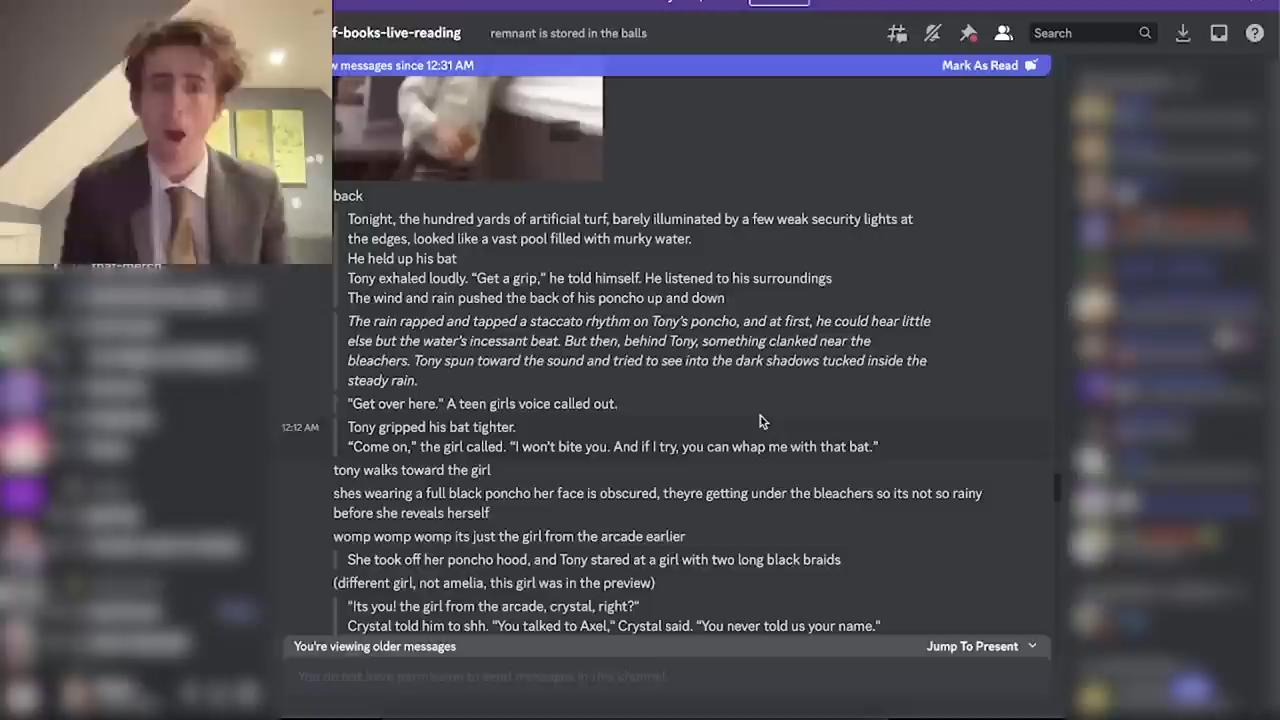 f-books-live-reading
remnant is stored in the balls
Search
w messages since 12:31 AM
Mark As Read
back
Tonight, the hundred yards of artificial turf, barely illuminated by a few weak security lights at
the edges, looked like a vast pool filled with murky water.
He held up his bat
Tony exhaled loudly. “Get a grip,” he told himself. He listened to his surroundings
The wind and rain pushed the back of his poncho up and down
The rain rapped and tapped a staccato rhythm on Tony’s poncho, and at first, he could hear little
else but the water’s incessant beat. But then, behind Tony, something clanked near the
bleachers. Tony spun toward the sound and tried to see into the dark shadows tucked inside the
steady rain.
"Get over here." A teen girls voice called out.
12:12 AM
Tony gripped his bat tighter.
“Come on,” the girl called. “I won’t bite you. And if I try, you can whap me with that bat.”
tony walks toward the girl
shes wearing a full black poncho her face is obscured, theyre getting under the bleachers so its not so rainy
before she reveals herself
womp womp womp its just the girl from the arcade earlier
She took off her poncho hood, and Tony stared at a girl with two long black braids
(different girl, not amelia, this girl was in the preview)
"Its you! the girl from the arcade, crystal, right?"
Crystal told him to shh. "You talked to Axel," Crystal said. "You never told us your name."
You're viewing older messages
Jump To Present
You do not have permission to send messages in this channel.